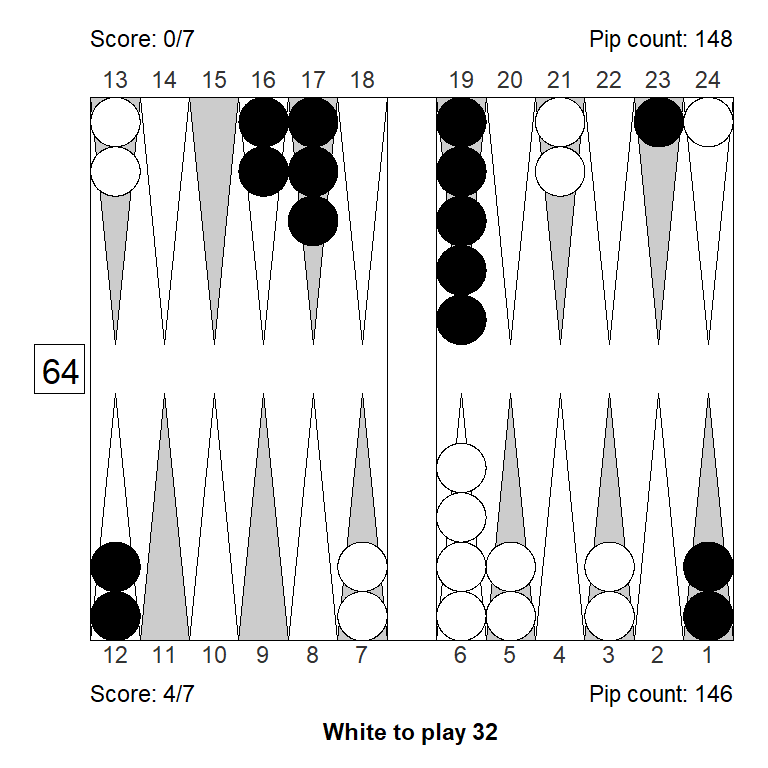 Score: 0/7 Pip count: 148
13 14 15 16 17 18 19 20 21 22 23 24
64
12 11 10 9 8 7 6 5 4 3 2 1
Score: 4/7 Pip count: 146
White to play 32